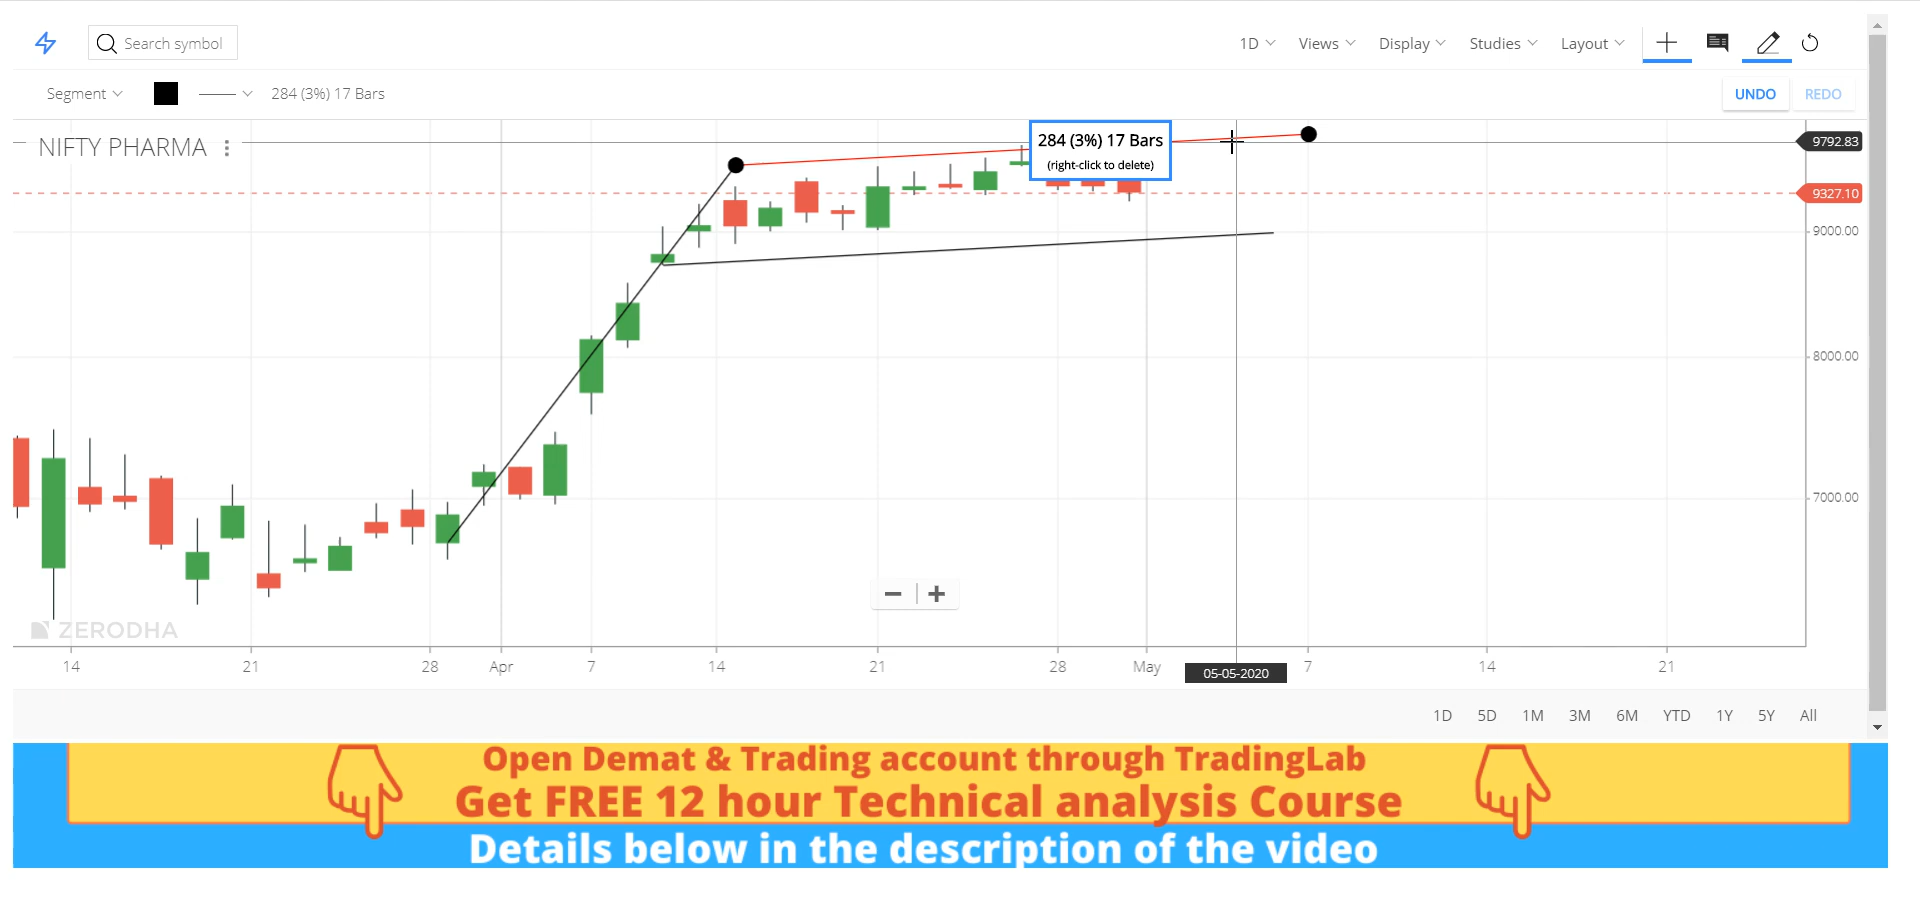 Search symbol
1D Views Display Studies Layout
Segment 284 (3%) 17 Bars UNDO REDO
NIFTY PHARMA
284 (3%) 17 Bars
(right-click to delete)
9792.83
9327.10
9000.00
8000.00
7000.00
ZERODHA
14 21 28 Apr 7 14 21 28 May 05-05-2020 7 14 21
1D 5D 1M 3M 6M YTD 1Y 5Y All
Open Demat & Trading account through TradingLab
Get FREE 12 hour Technical analysis Course
Details below in the description of the video